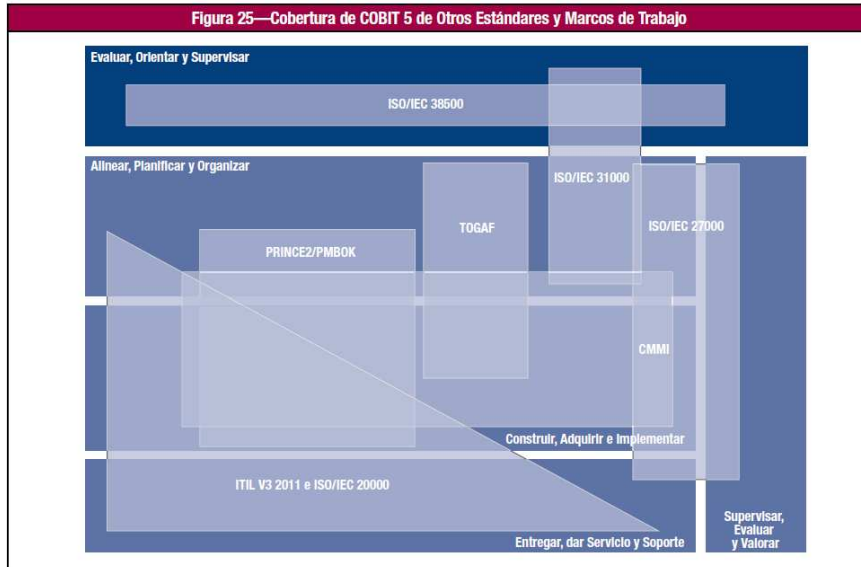 Figura 25—Cobertura de COBIT 5 de Otros Estándares y Marcos de Trabajo
Evaluar, Orientar y Supervisar
ISO/IEC 38500
Alinear, Planificar y Organizar
ISO/IEC 31000
ISO/IEC 27000
TOGAF
PRINCE2/PMBOK
CMMI
Construir, Adquirir e Implementar
ITIL V3 2011 e ISO/IEC 20000
Entregar, dar Servicio y Soporte
Supervisar,
Evaluar
y Valorar